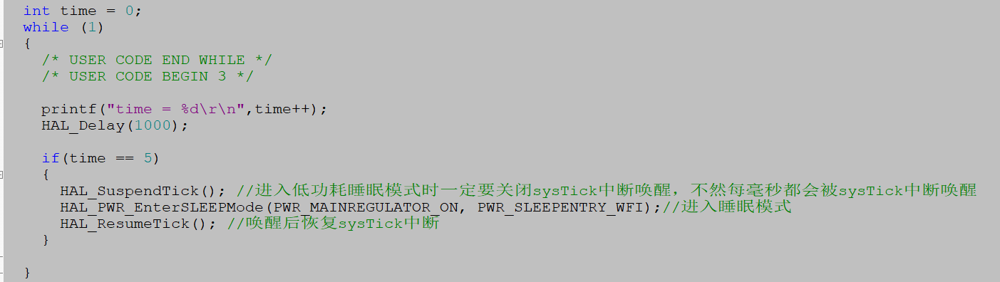 int time = 0;
while (1)
{
/* USER CODE END WHILE */
/* USER CODE BEGIN 3 */
printf("time = %d\r\n",time++);
HAL_Delay(1000);
if(time == 5)
{
HAL_SuspendTick(); //进入低功耗睡眠模式时一定要关闭sysTick中断唤醒，不然每毫秒都会被sysTick中断唤醒
HAL_PWR_EnterSLEEPMode(PWR_MAINREGULATOR_ON, PWR_SLEEPENTRY_WFI);//进入睡眠模式
HAL_ResumeTick(); //唤醒后恢复sysTick中断
}
}